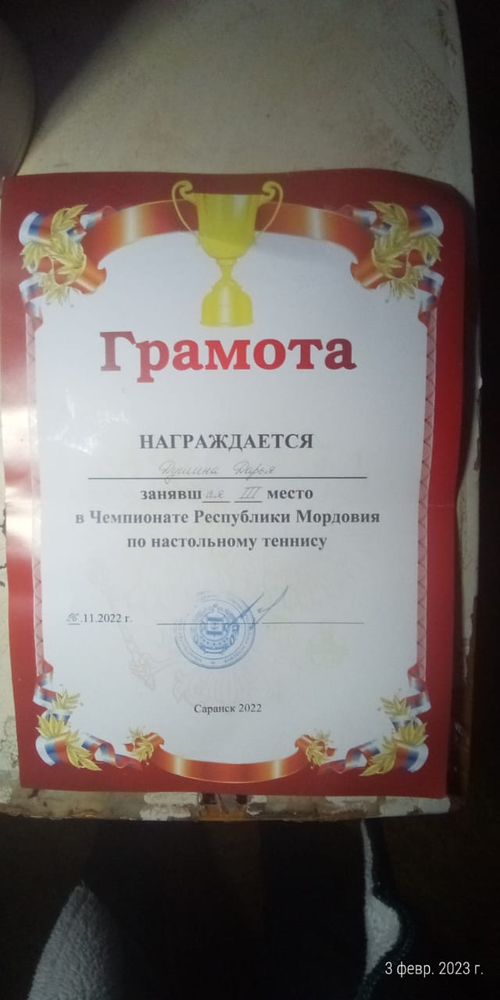 Грамота
НАГРАЖДАЕТСЯ
Дарья
занявшая III место
в Чемпионате Республики Мордовия
по настольному теннису
26.11.2022 г.
Саранск 2022
3 февр. 2023 г.